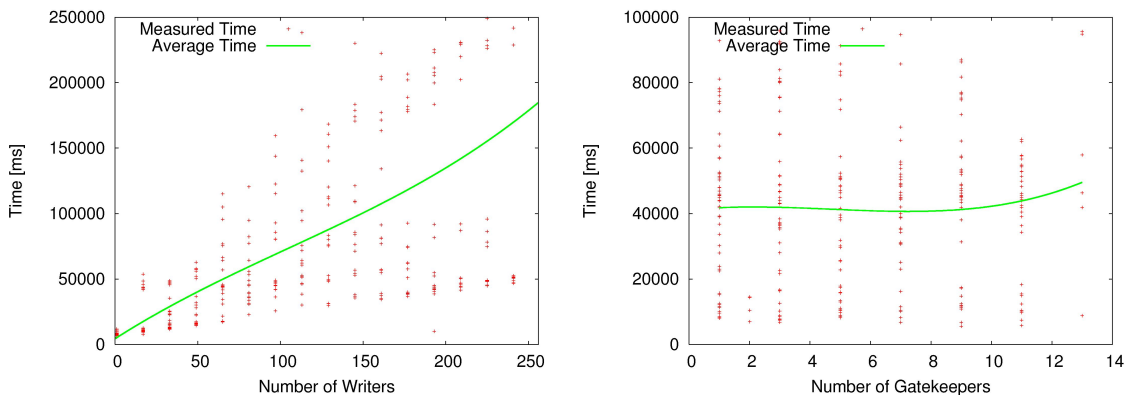 Measured Time
Average Time
250000
200000
150000
100000
50000
0
Time [ms]
0 50 100 150 200 250
Number of Writers
Measured Time
Average Time
100000
80000
60000
40000
20000
0
Time [ms]
0 2 4 6 8 10 12 14
Number of Gatekeepers